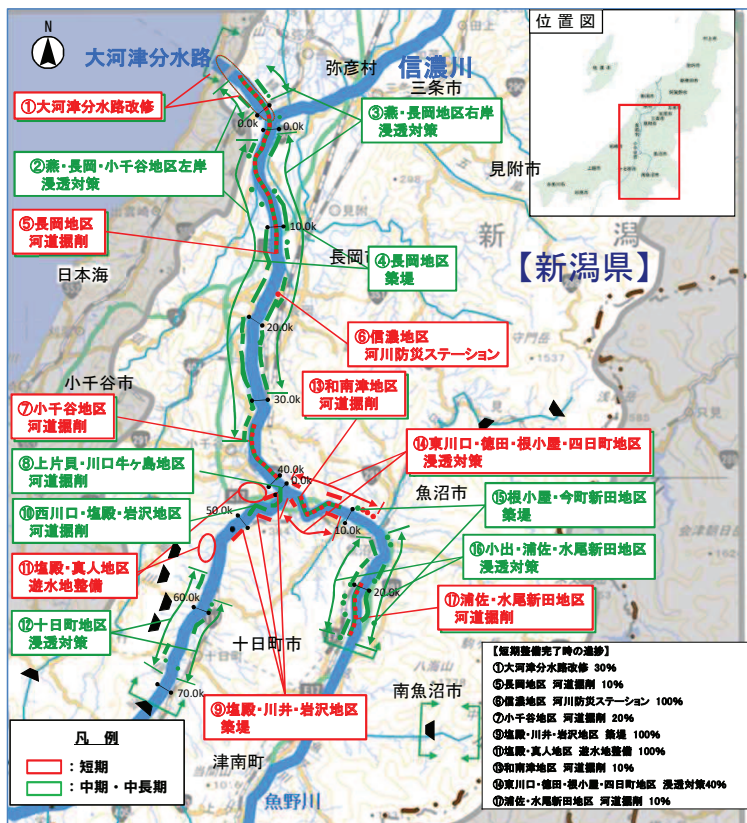 N
大河津分水路
弥彦村
信濃川
三条市
位置図
①大河津分水路改修
0.0k
0.0k
③燕・長岡地区右岸
浸透対策
②燕・長岡・小千谷地区左岸
浸透対策
見附市
⑤長岡地区
河道掘削
10.0k
新潟
長岡市
④長岡地区
築堤
【新潟県】
日本海
20.0k
⑥信濃地区
河川防災ステーション
小千谷市
30.0k
⑬和南津地区
河道掘削
⑦小千谷地区
河道掘削
⑭東川口・徳田・根小屋・四日町地区
浸透対策
⑧上片貝・川口牛ヶ島地区
河道掘削
40.0k
0.0k
魚沼市
⑩西川口・塩殿・岩沢地区
河道掘削
50.0k
10.0k
⑮根小屋・今町新田地区
築堤
⑪塩殿・真人地区
遊水地整備
⑯小出・浦佐・水尾新田地区
浸透対策
60.0k
20.0k
⑰浦佐・水尾新田地区
河道掘削
⑫十日町地区
浸透対策
十日町市
70.0k
⑨塩殿・川井・岩沢地区
築堤
南魚沼市
津南町
魚野川
凡例
：短期
：中期・中長期
【短期整備完了時の進捗】
①大河津分水路改修 30%
⑤長岡地区 河道掘削 10%
⑥信濃地区 河川防災ステーション 100%
⑦小千谷地区 河道掘削 20%
⑨塩殿・川井・岩沢地区 築堤 100%
⑪塩殿・真人地区 遊水地整備 100%
⑬和南津地区 河道掘削 10%
⑭東川口・徳田・根小屋・四日町地区 浸透対策40%
⑰浦佐・水尾新田地区 河道掘削 10%